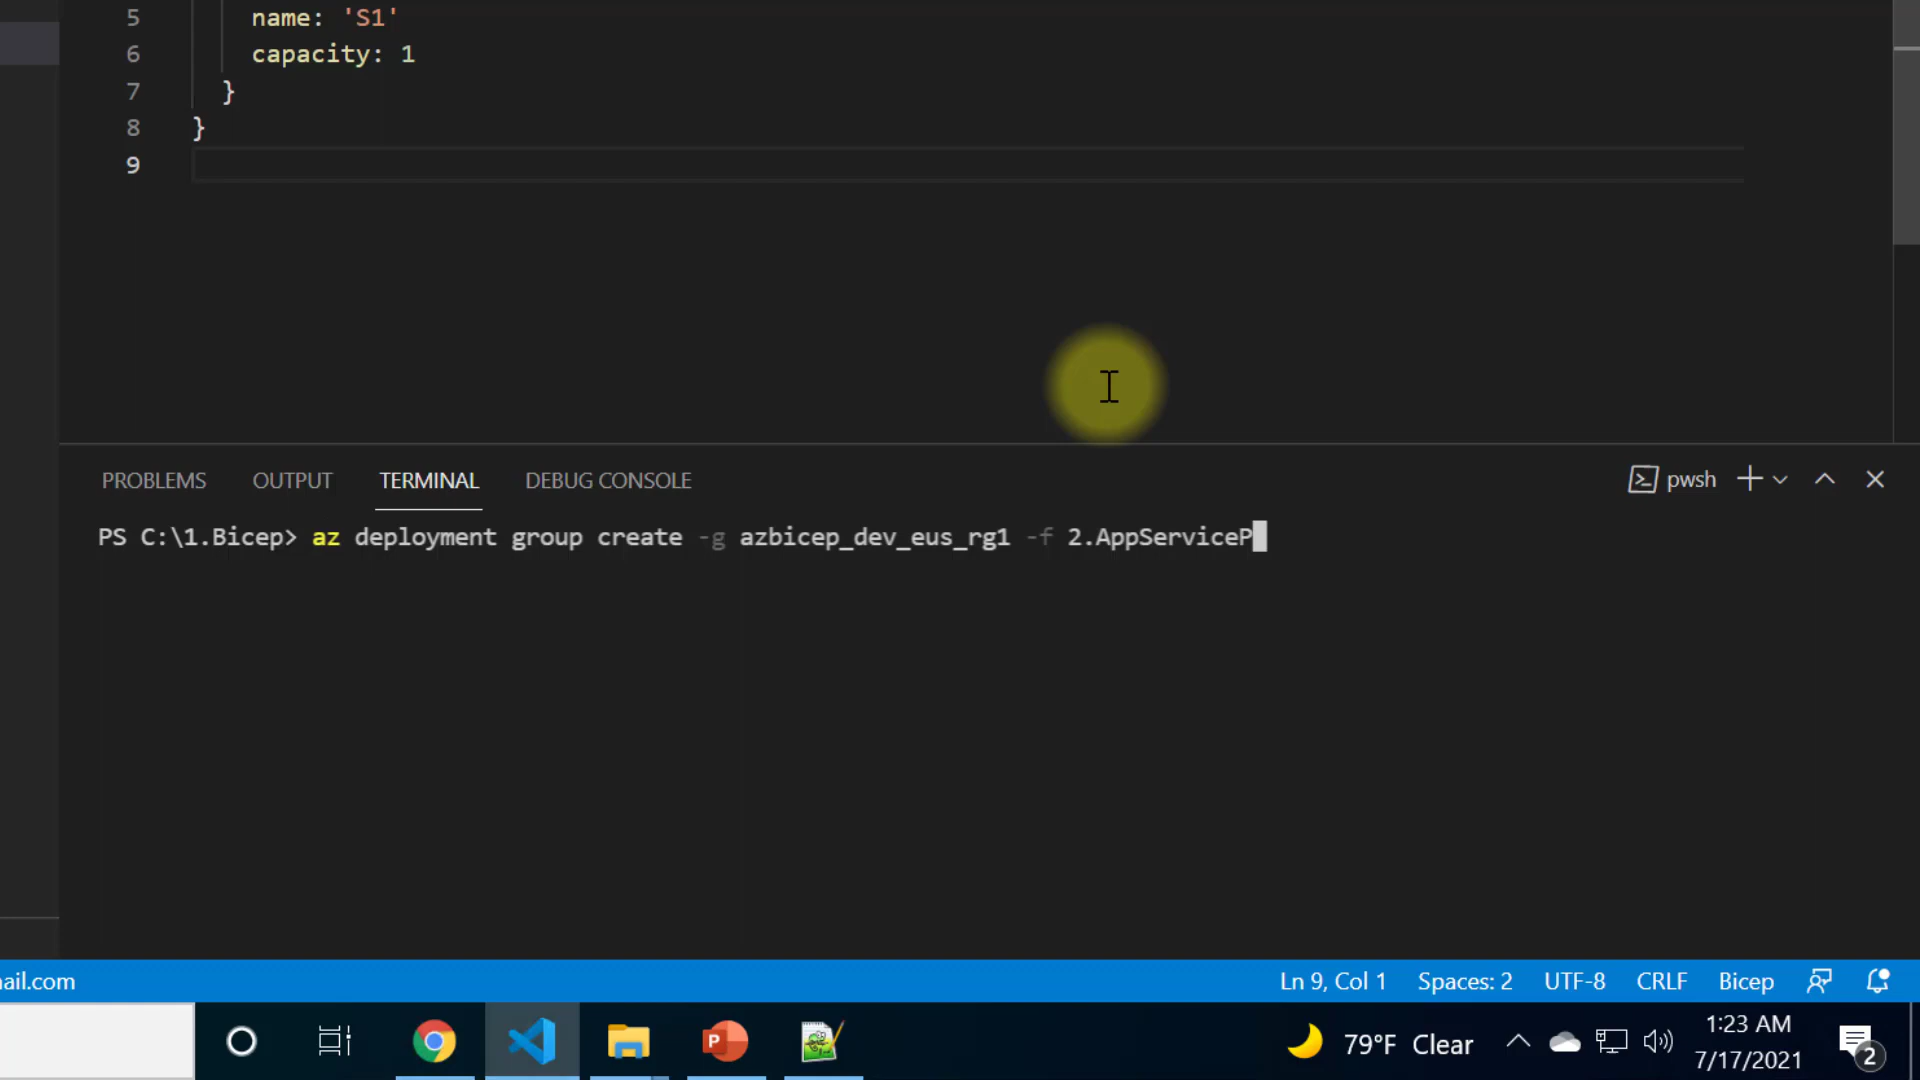 5 name: 'S1'
6 capacity: 1
7 }
8 }
9
PROBLEMS OUTPUT TERMINAL DEBUG CONSOLE pwsh
PS C:\1.Bicep> az deployment group create -g azbicep_dev_eus_rg1 -f 2.AppServiceP
ail.com Ln 9, Col 1 Spaces: 2 UTF-8 CRLF Bicep
79°F Clear 1:23 AM
7/17/2021
2